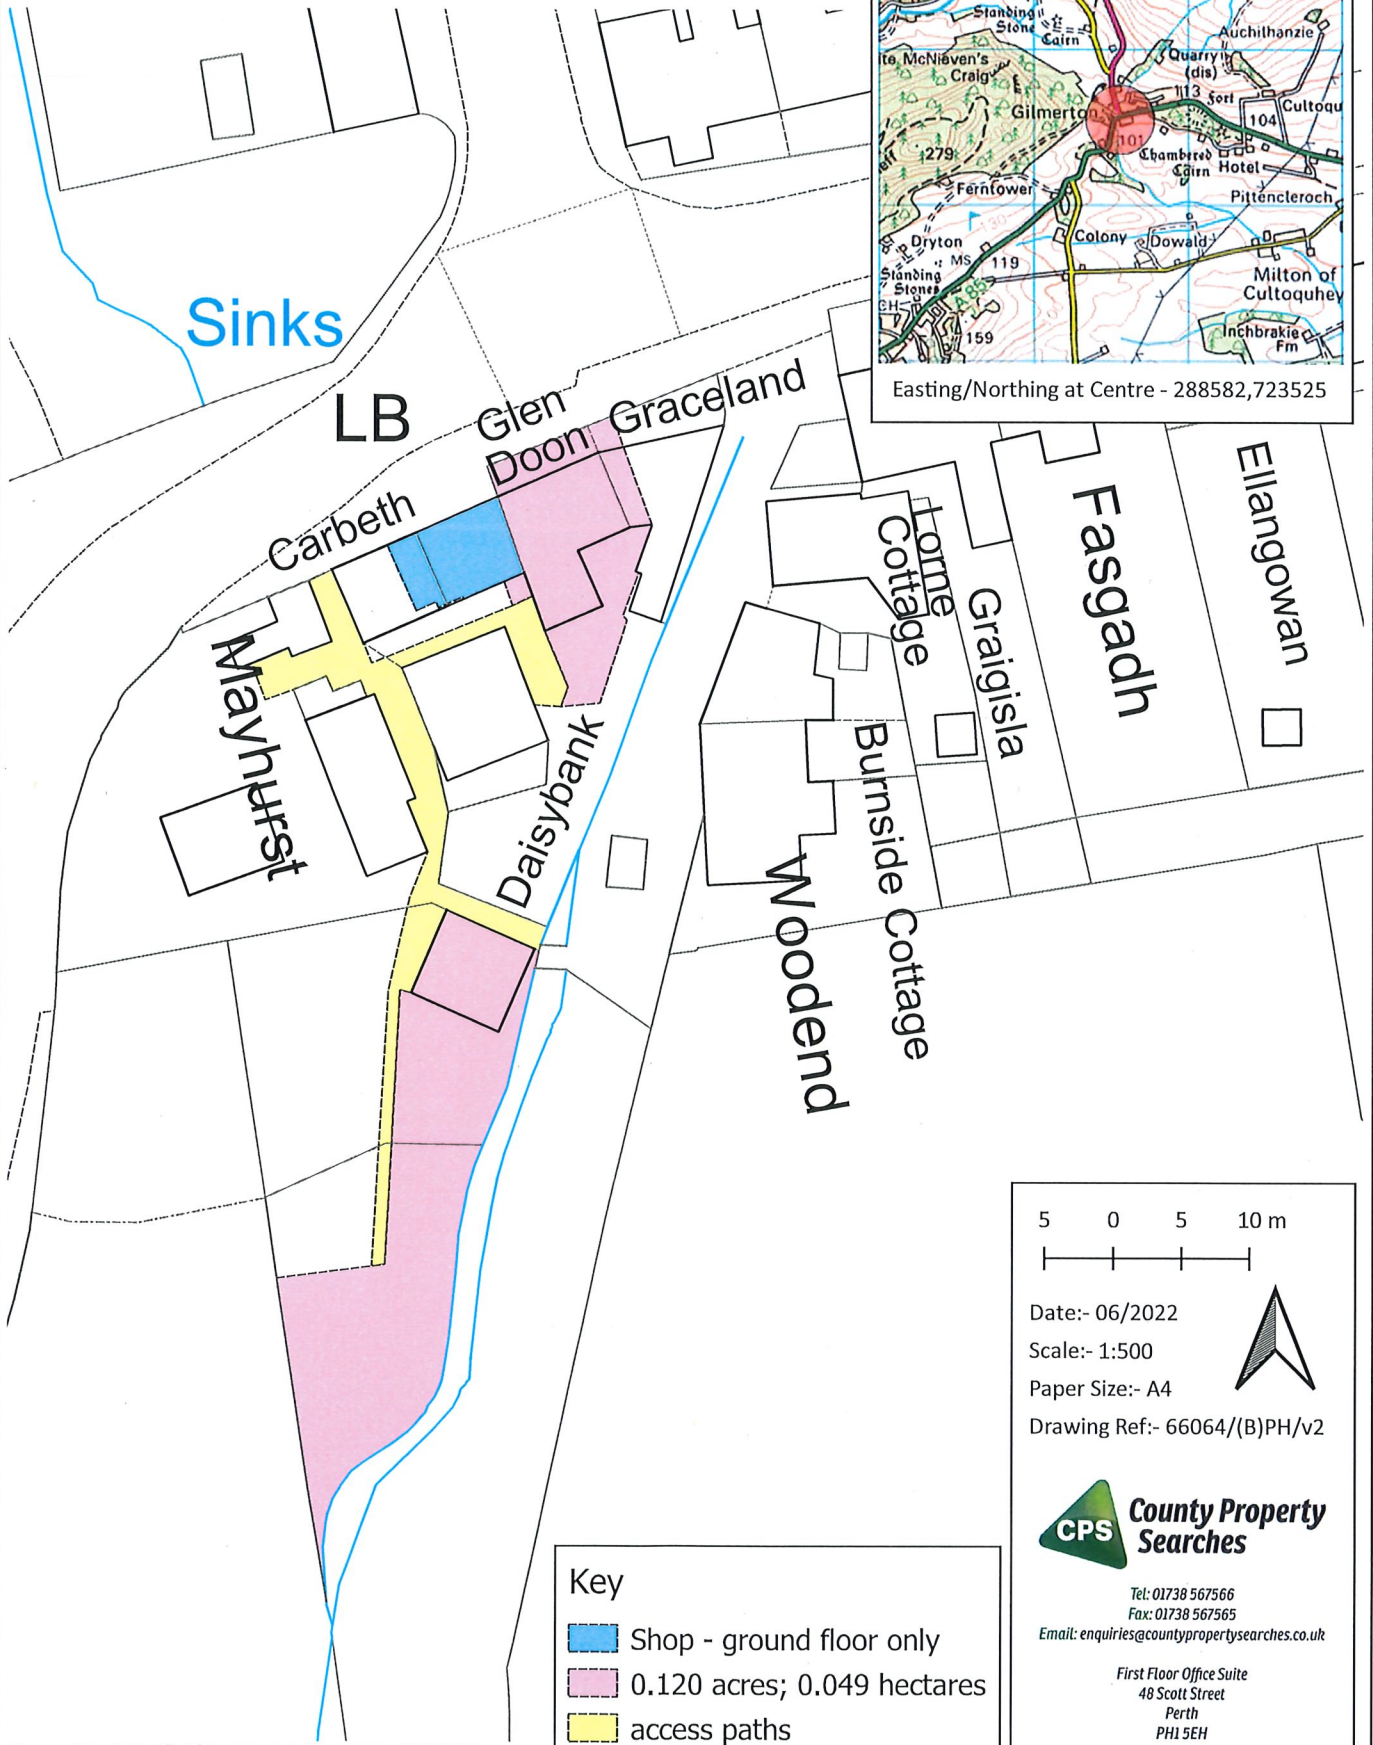 Standing
Stone
Cairn
Auchilhanzie
Quarry
(dis)
ite McNieven's
Craig
113
Fort
Cultoqu
Gilmerton
101
104
279
Chambered
Cairn
Hotel
eff
Ferntower
Pittencleroch
130
Colony
Dowald
Dryton
MS
119
Standing
Stones
Milton of
Cultoquhey
CH
A 85
159
Inchbrakie
Fm
Easting/Northing at Centre - 288582,723525
Sinks
LB
Glen
Doon
Graceland
Carbeth
Mayhurst
Daisybank
Lorne
Cottage
Graigisla
Fasgadh
Ellangowan
Burnside Cottage
Woodend
5 0 5 10 m
Date:- 06/2022
Scale:- 1:500
Paper Size:- A4
Drawing Ref:- 66064/(B)PH/v2
CPS
County Property
Searches
Tel: 01738 567566
Fax: 01738 567565
Email: enquiries@countypropertysearches.co.uk
First Floor Office Suite
48 Scott Street
Perth
PH1 5EH
Key
Shop - ground floor only
0.120 acres; 0.049 hectares
access paths